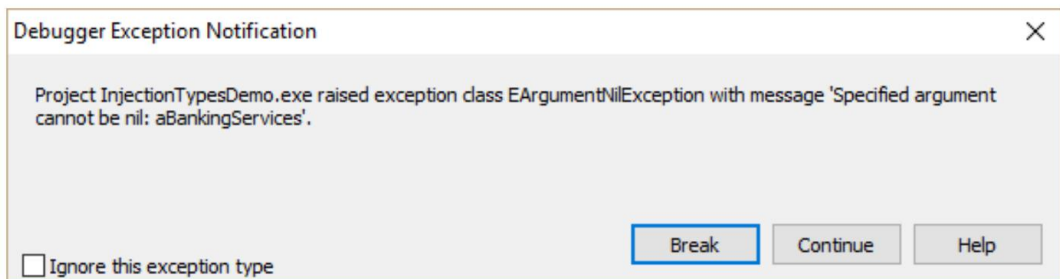 Debugger Exception Notification
Project InjectionTypesDemo.exe raised exception class EArgumentNilException with message 'Specified argument
cannot be nil: aBankingServices'.
Break Continue Help
Ignore this exception type